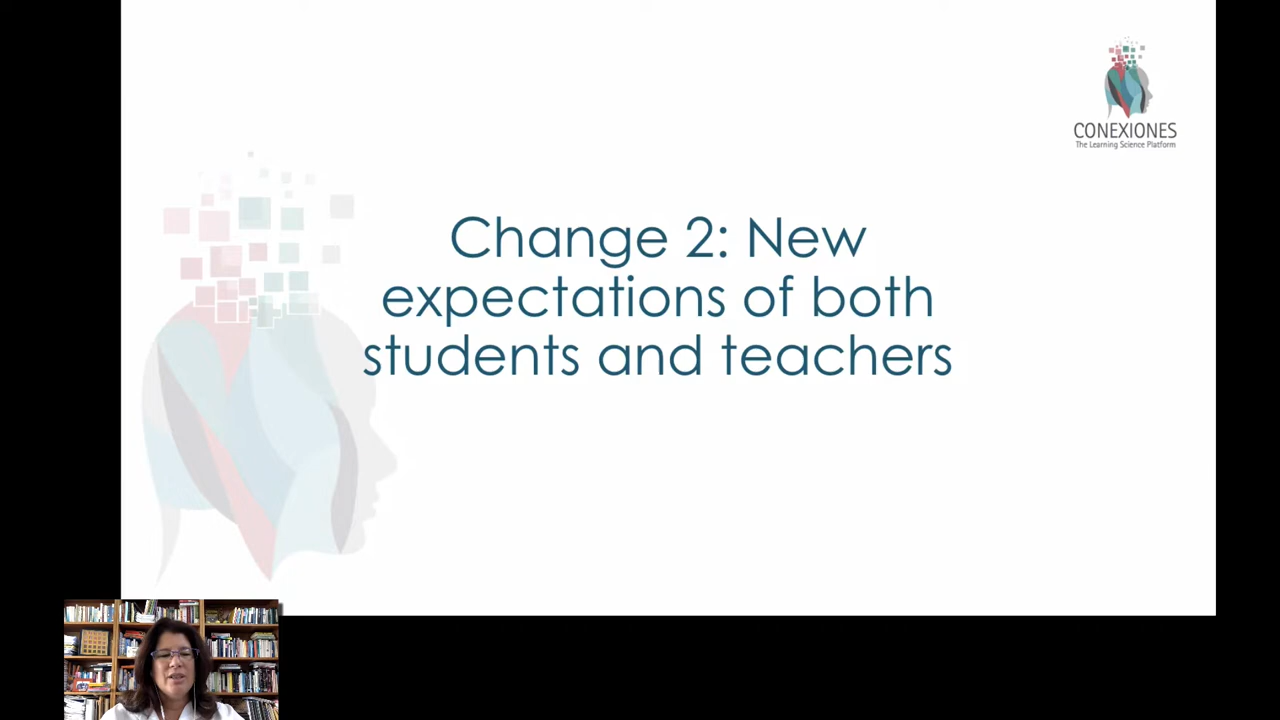 CONEXIONES
The Learning Science Platform
Change 2: New
expectations of both
students and teachers